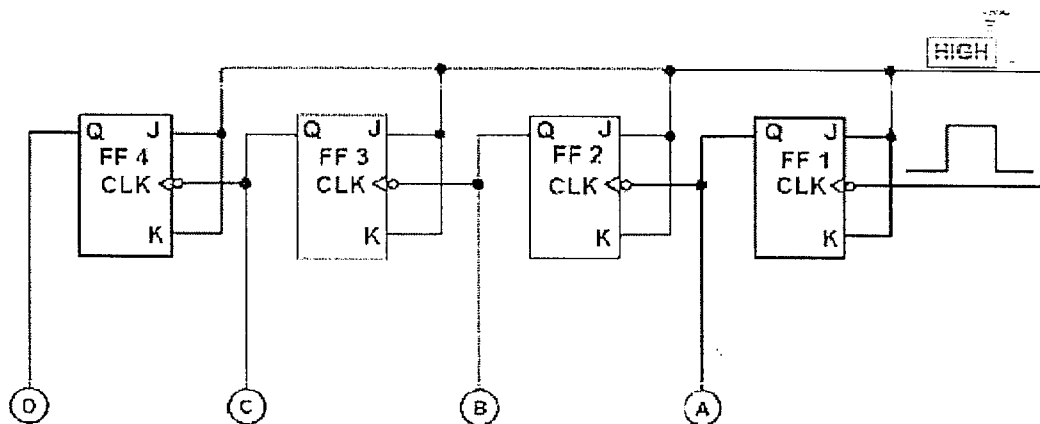 HIGH
Q J Q J Q J Q J
FF 4 FF 3 FF 2 FF 1
CLK CLK CLK CLK
K K K K
D C B A